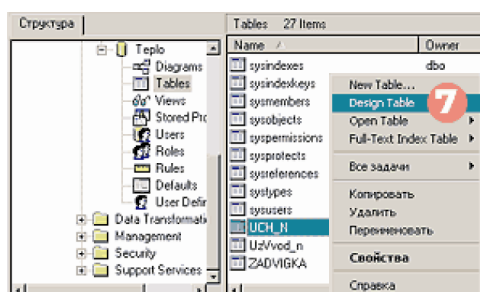 Структура
Tables 27 Items
Teplo
Diagrams
Tables
Views
Stored Pro
Users
Roles
Rules
Defaults
User Defin
Data Transformati
Management
Security
Support Services
Name
Owner
sysindexes dbo
sysindexkeys
sysmembers
sysobjects
syspermissions
sysprotects
sysreferences
systypes
sysusers
UCH_N
UzVvod_n
ZADVIGKA
New Table...
Design Table 7
Open Table
Full-Text Index Table
Все задачи
Копировать
Удалить
Переименовать
Свойства
Справка